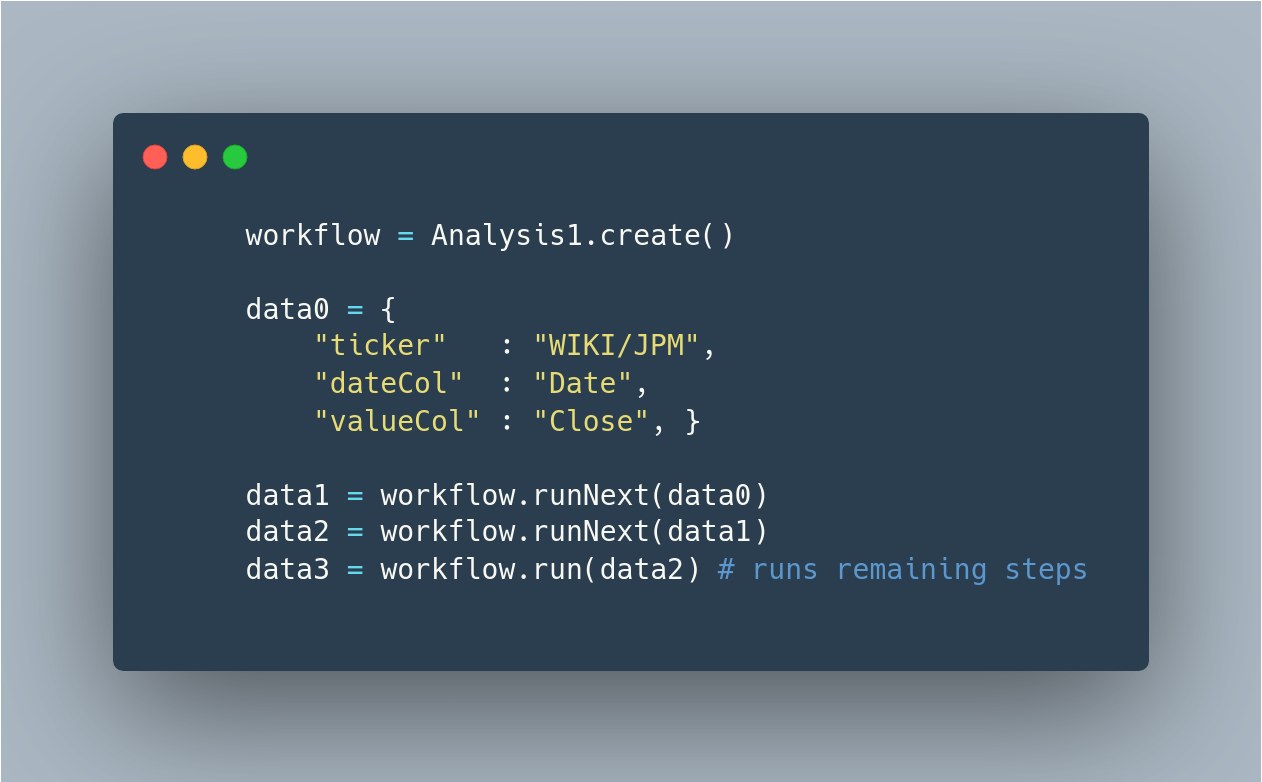 workflow = Analysis1.create()
data0 = {
    "ticker"   : "WIKI/JPM",
    "dateCol"  : "Date",
    "valueCol" : "Close", }
data1 = workflow.runNext(data0)
data2 = workflow.runNext(data1)
data3 = workflow.run(data2) # runs remaining steps